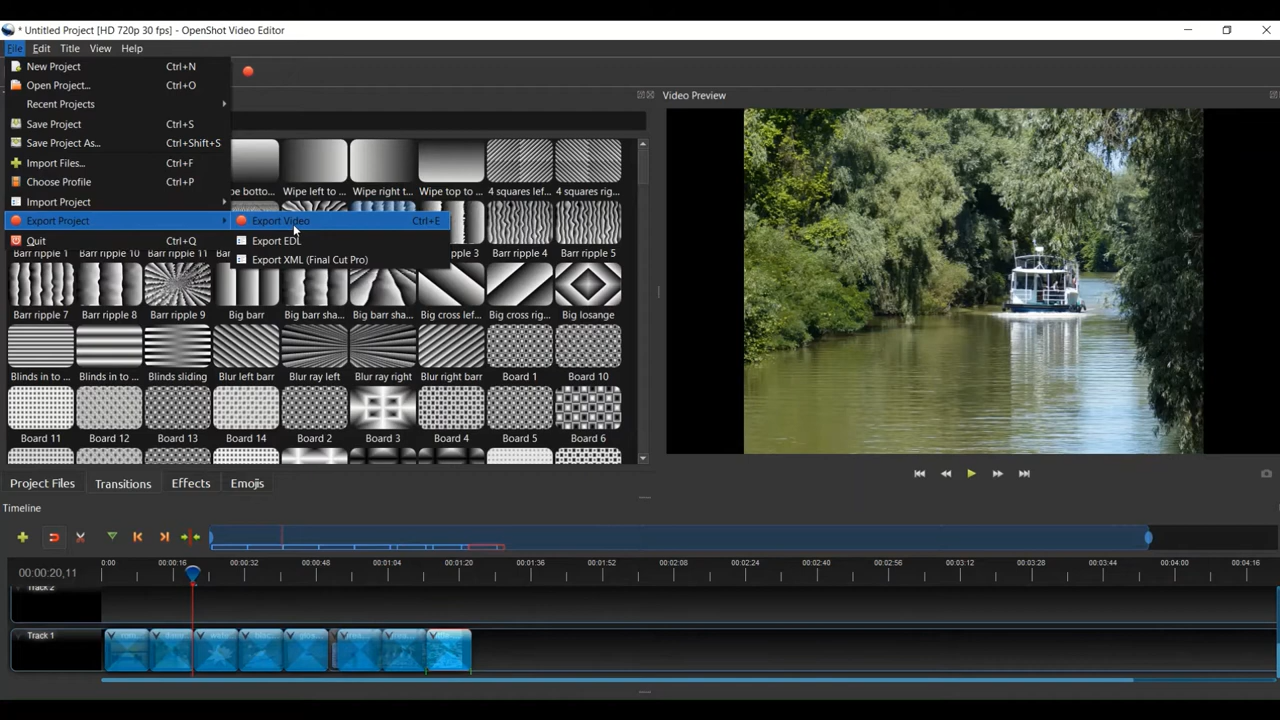 * Untitled Project [HD 720p 30 fps] - OpenShot Video Editor
File Edit Title View Help
New Project Ctrl+N
Open Project... Ctrl+O
Recent Projects
Save Project Ctrl+S
Save Project As... Ctrl+Shift+S
Import Files... Ctrl+F
Choose Profile Ctrl+P
Import Project
Export Project
Quit Ctrl+Q
Export Video Ctrl+E
Export EDL
Export XML (Final Cut Pro)
Video Preview
pe botto... Wipe left to ... Wipe right t... Wipe top to ... 4 squares lef... 4 squares rig...
Barr ripple 1 Barr ripple 10 Barr ripple 11 pple 3 Barr ripple 4 Barr ripple 5
Barr ripple 7 Barr ripple 8 Barr ripple 9 Big barr Big barr sha... Big barr sha... Big cross lef... Big cross rig... Big losange
Blinds in to ... Blinds in to ... Blinds sliding Blur left barr Blur ray left Blur ray right Blur right barr Board 1 Board 10
Board 11 Board 12 Board 13 Board 14 Board 2 Board 3 Board 4 Board 5 Board 6
Project Files Transitions Effects Emojis
Timeline
00:00:20,11
0:00 00:00:16 00:00:32 00:00:48 00:01:04 00:01:20 00:01:36 00:01:52 00:02:08 00:02:24 00:02:40 00:02:56 00:03:12 00:03:28 00:03:44 00:04:00 00:04:16
Track 2
Track 1